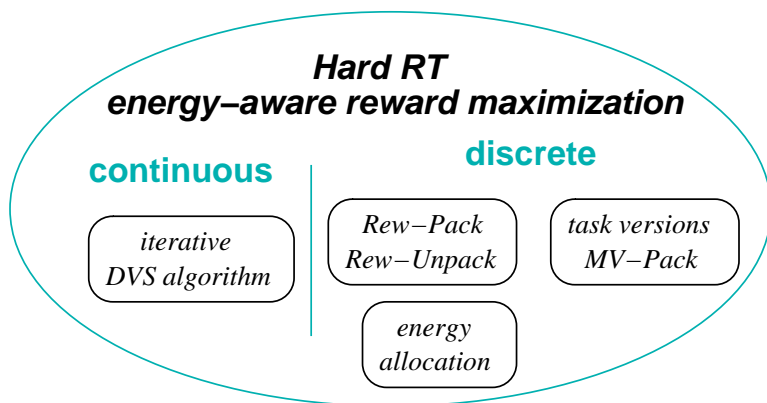 Hard RT
energy–aware reward maximization
continuous
discrete
iterative
DVS algorithm
Rew–Pack
Rew–Unpack
task versions
MV–Pack
energy
allocation